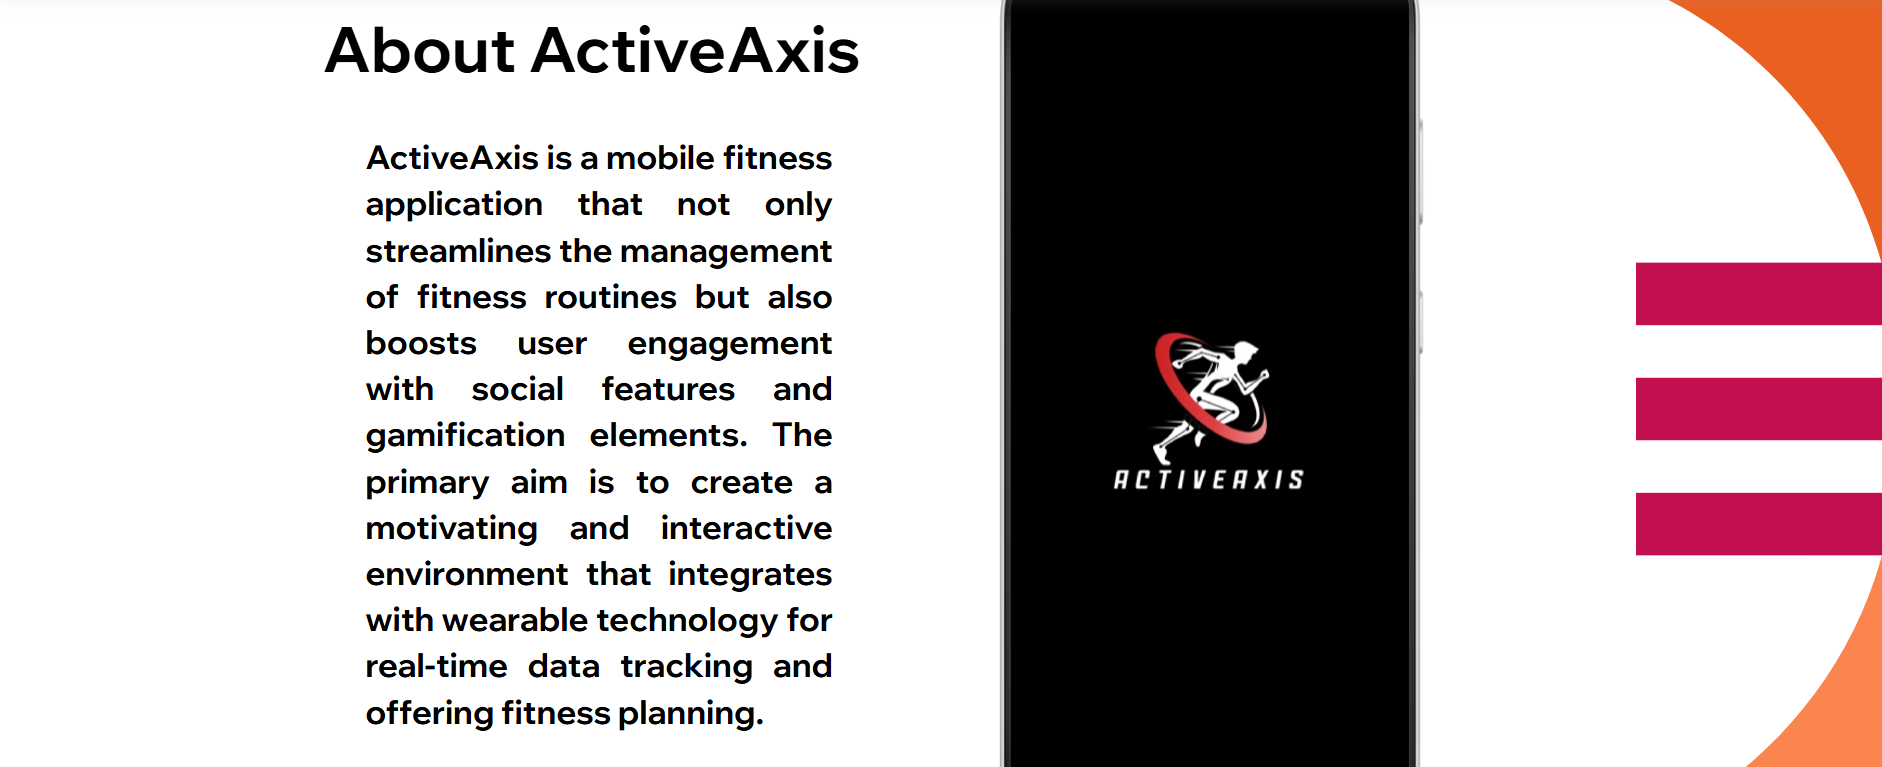 About ActiveAxis
ActiveAxis is a mobile fitness
application that not only
streamlines the management
of fitness routines but also
boosts user engagement
with social features and
gamification elements. The
primary aim is to create a
motivating and interactive
environment that integrates
with wearable technology for
real-time data tracking and
offering fitness planning.
ACTIVEAXIS